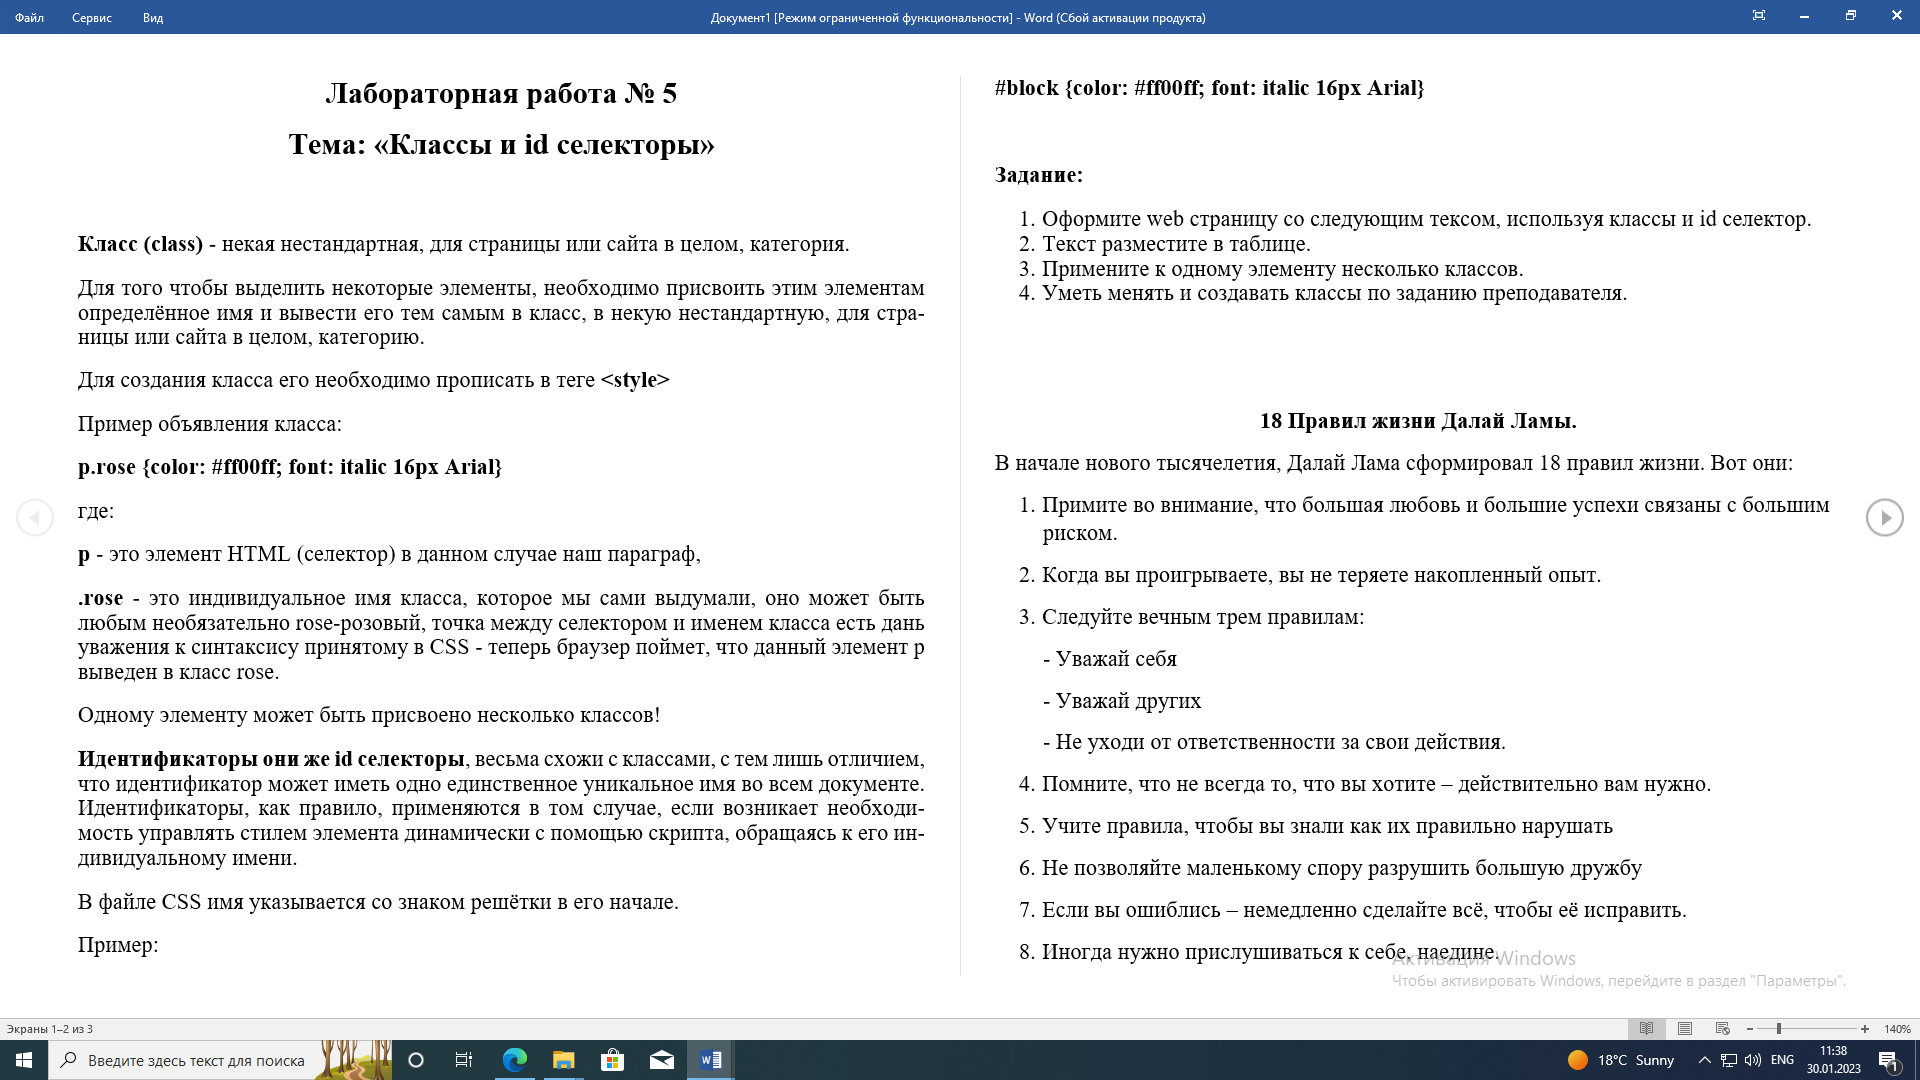 Файл Сервис Вид
Документ1 [Режим ограниченной функциональности] - Word (Сбой активации продукта)
Лабораторная работа № 5
Тема: «Классы и id селекторы»
Класс (class) - некая нестандартная, для страницы или сайта в целом, категория.
Для того чтобы выделить некоторые элементы, необходимо присвоить этим элементам
определённое имя и вывести его тем самым в класс, в некую нестандартную, для стра-
ницы или сайта в целом, категорию.
Для создания класса его необходимо прописать в теге <style>
Пример объявления класса:
p.rose {color: #ff00ff; font: italic 16px Arial}
где:
p - это элемент HTML (селектор) в данном случае наш параграф,
.rose - это индивидуальное имя класса, которое мы сами выдумали, оно может быть
любым необязательно rose-розовый, точка между селектором и именем класса есть дань
уважения к синтаксису принятому в CSS - теперь браузер поймет, что данный элемент p
выведен в класс rose.
Одному элементу может быть присвоено несколько классов!
Идентификаторы они же id селекторы, весьма схожи с классами, с тем лишь отличием,
что идентификатор может иметь одно единственное уникальное имя во всем документе.
Идентификаторы, как правило, применяются в том случае, если возникает необходи-
мость управлять стилем элемента динамически с помощью скрипта, обращаясь к его ин-
дивидуальному имени.
В файле CSS имя указывается со знаком решётки в его начале.
Пример:
#block {color: #ff00ff; font: italic 16px Arial}
Задание:
1. Оформите web страницу со следующим тексом, используя классы и id селектор.
2. Текст разместите в таблице.
3. Примените к одному элементу несколько классов.
4. Уметь менять и создавать классы по заданию преподавателя.
18 Правил жизни Далай Ламы.
В начале нового тысячелетия, Далай Лама сформировал 18 правил жизни. Вот они:
1. Примите во внимание, что большая любовь и большие успехи связаны с большим
риском.
2. Когда вы проигрываете, вы не теряете накопленный опыт.
3. Следуйте вечным трем правилам:
- Уважай себя
- Уважай других
- Не уходи от ответственности за свои действия.
4. Помните, что не всегда то, что вы хотите – действительно вам нужно.
5. Учите правила, чтобы вы знали как их правильно нарушать
6. Не позволяйте маленькому спору разрушить большую дружбу
7. Если вы ошиблись – немедленно сделайте всё, чтобы её исправить.
8. Иногда нужно прислушиваться к себе, наедине.
Активация Windows
Чтобы активировать Windows, перейдите в раздел "Параметры".
Экраны 1–2 из 3
140%
Введите здесь текст для поиска
18°C Sunny
ENG
11:38
30.01.2023
1